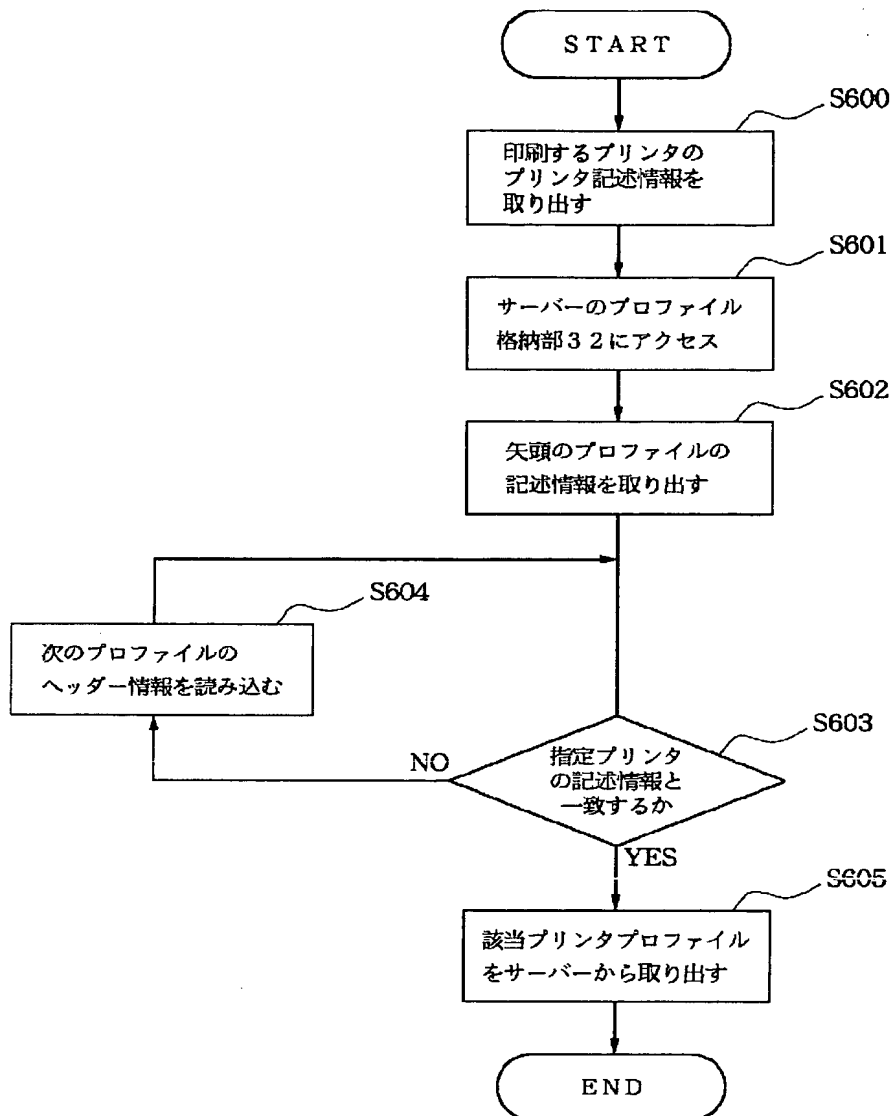 START
S600
印刷するプリンタの
プリンタ記述情報を
取り出す
S601
サーバーのプロファイル
格納部32にアクセス
S602
矢頭のプロファイルの
記述情報を取り出す
S604
次のプロファイルの
ヘッダー情報を読み込む
S603
指定プリンタ
の記述情報と
一致するか
NO
YES
S605
該当プリンタプロファイル
をサーバーから取り出す
END